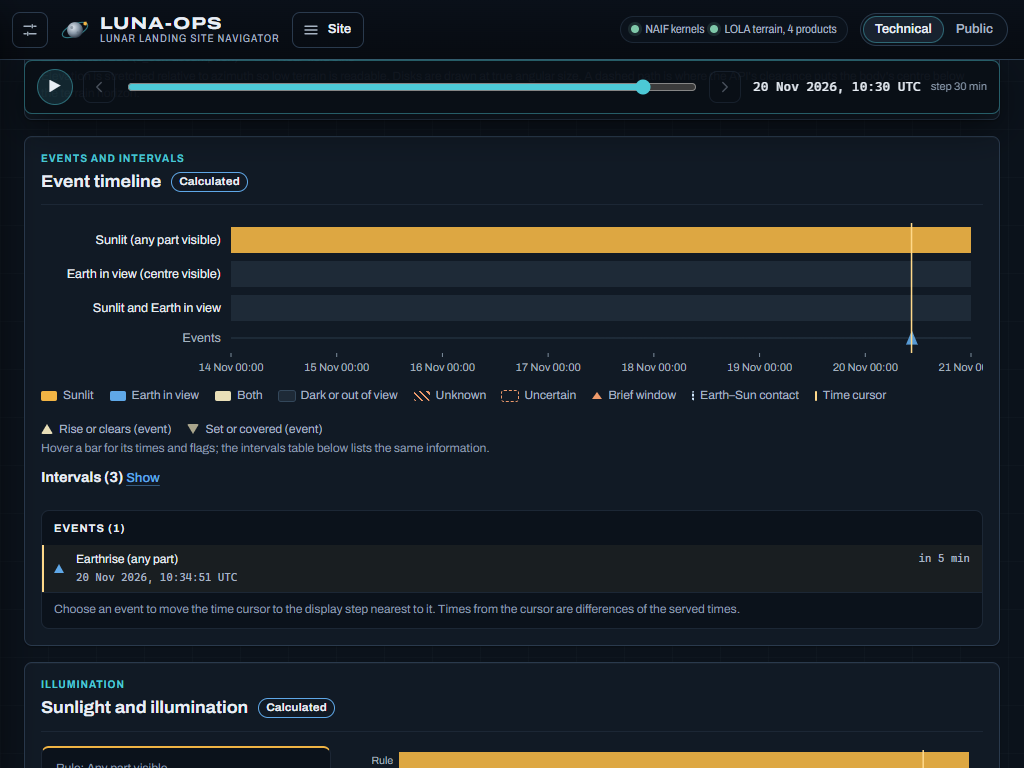 LUNA-OPS
LUNAR LANDING SITE NAVIGATOR
Site
NAIF kernels
LOLA terrain, 4 products
Technical
Public
20 Nov 2026, 10:30 UTC
step 30 min
EVENTS AND INTERVALS
Event timeline
Calculated
Sunlit (any part visible)
Earth in view (centre visible)
Sunlit and Earth in view
Events
14 Nov 00:00
15 Nov 00:00
16 Nov 00:00
17 Nov 00:00
18 Nov 00:00
19 Nov 00:00
20 Nov 00:00
21 Nov 0
Sunlit
Earth in view
Both
Dark or out of view
Unknown
Uncertain
Brief window
Earth–Sun contact
Time cursor
Rise or clears (event)
Set or covered (event)
Hover a bar for its times and flags; the intervals table below lists the same information.
Intervals (3) Show
EVENTS (1)
Earthrise (any part)
in 5 min
20 Nov 2026, 10:34:51 UTC
Choose an event to move the time cursor to the display step nearest to it. Times from the cursor are differences of the served times.
ILLUMINATION
Sunlight and illumination
Calculated
Rule: Any part visible
Rule